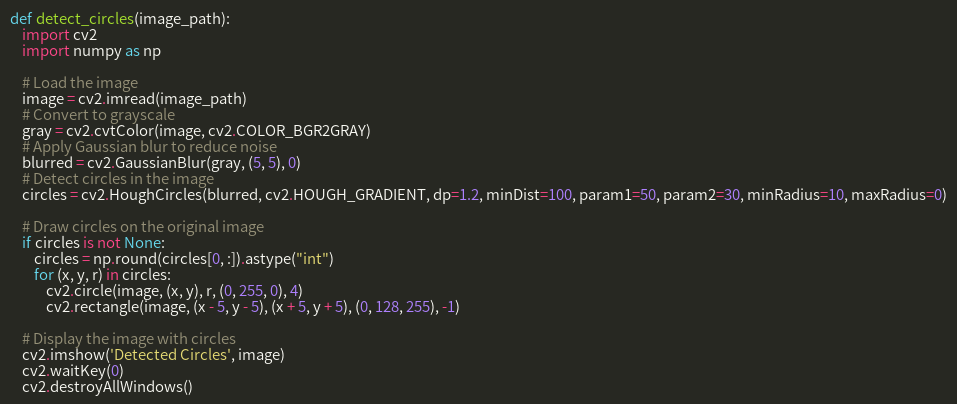 def detect_circles(image_path):
    import cv2
    import numpy as np

    # Load the image
    image = cv2.imread(image_path)
    # Convert to grayscale
    gray = cv2.cvtColor(image, cv2.COLOR_BGR2GRAY)
    # Apply Gaussian blur to reduce noise
    blurred = cv2.GaussianBlur(gray, (5, 5), 0)
    # Detect circles in the image
    circles = cv2.HoughCircles(blurred, cv2.HOUGH_GRADIENT, dp=1.2, minDist=100, param1=50, param2=30, minRadius=10, maxRadius=0)

    # Draw circles on the original image
    if circles is not None:
        circles = np.round(circles[0, :]).astype("int")
        for (x, y, r) in circles:
            cv2.circle(image, (x, y), r, (0, 255, 0), 4)
            cv2.rectangle(image, (x - 5, y - 5), (x + 5, y + 5), (0, 128, 255), -1)

    # Display the image with circles
    cv2.imshow('Detected Circles', image)
    cv2.waitKey(0)
    cv2.destroyAllWindows()